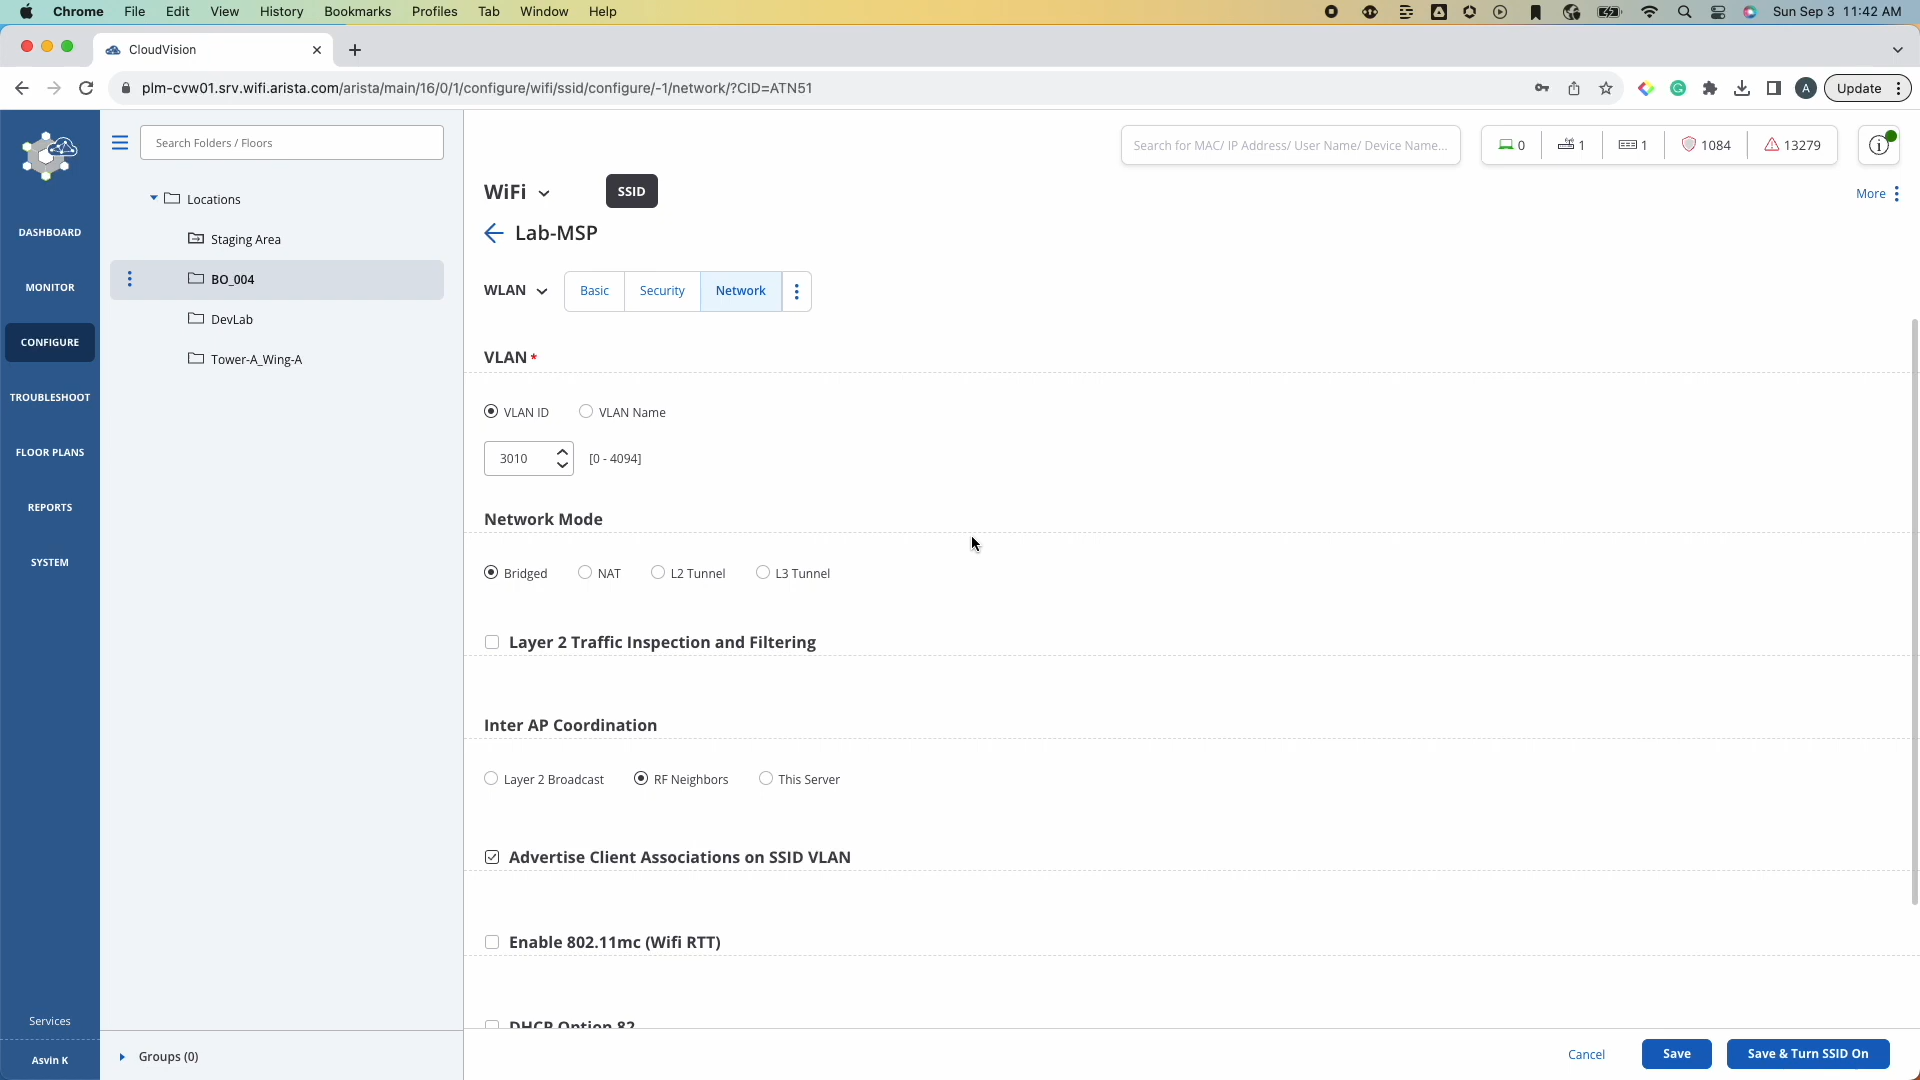 Chrome File Edit View History Bookmarks Profiles Tab Window Help Sun Sep 3 11:42 AM
CloudVision
plm-cvw01.srv.wifi.arista.com/arista/main/16/0/1/configure/wifi/ssid/configure/-1/network/?CID=ATN51 A Update
Search Folders / Floors
Search for MAC/ IP Address/ User Name/ Device Name... 0 1 1 1084 13279
Locations
Staging Area
BO_004
DevLab
Tower-A_Wing-A
Groups (0)
DASHBOARD
MONITOR
CONFIGURE
TROUBLESHOOT
FLOOR PLANS
REPORTS
SYSTEM
Services
Asvin K
WiFi SSID More
Lab-MSP
WLAN Basic Security Network
VLAN *
VLAN ID VLAN Name
3010 [0 - 4094]
Network Mode
Bridged NAT L2 Tunnel L3 Tunnel
Layer 2 Traffic Inspection and Filtering
Inter AP Coordination
Layer 2 Broadcast RF Neighbors This Server
Advertise Client Associations on SSID VLAN
Enable 802.11mc (Wifi RTT)
DHCP Option 82
Cancel Save Save & Turn SSID On